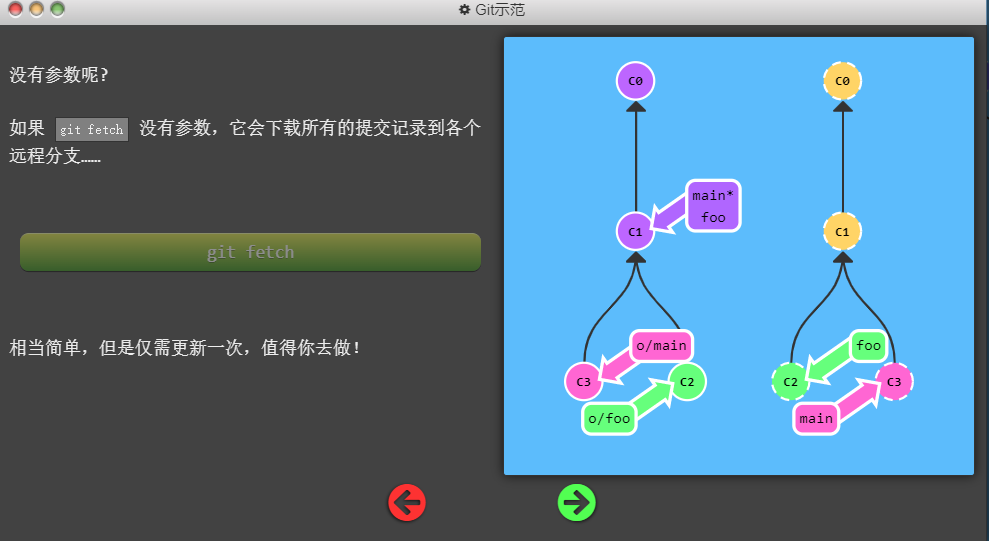 Git示范
没有参数呢?
如果 git fetch 没有参数，它会下载所有的提交记录到各个
远程分支……
git fetch
相当简单，但是仅需更新一次，值得你去做！
C0
C0
main*
foo
C1
C1
o/main
foo
C3
C2
C2
C3
o/foo
main